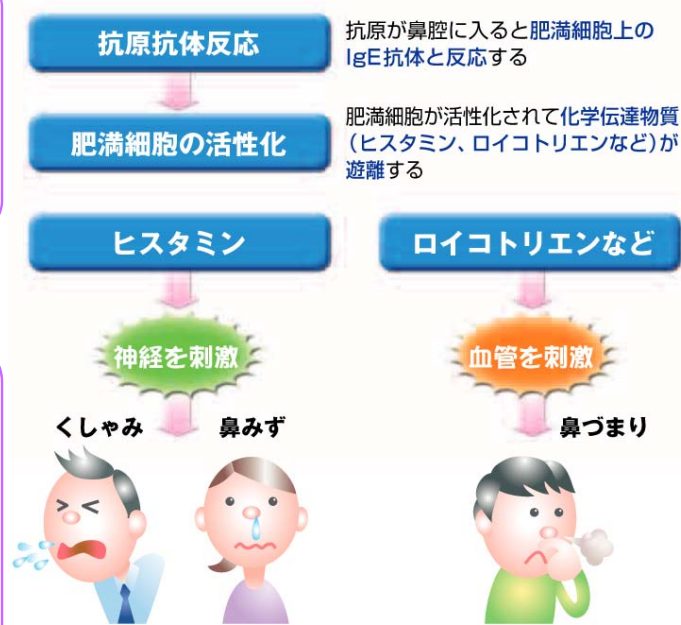 抗原抗体反応
抗原が鼻腔に入ると肥満細胞上の
IgE抗体と反応する
肥満細胞の活性化
肥満細胞が活性化されて化学伝達物質
（ヒスタミン、ロイコトリエンなど）が
遊離する
ヒスタミン
ロイコトリエンなど
神経を刺激
血管を刺激
くしゃみ
鼻みず
鼻づまり